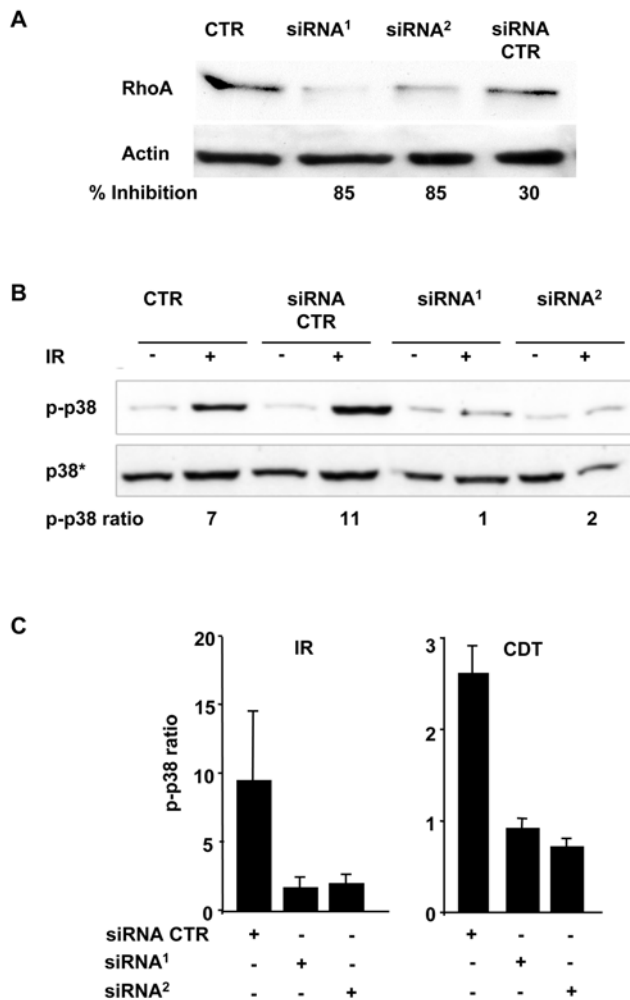 A
CTR siRNA¹ siRNA² siRNA CTR
RhoA
Actin
% Inhibition 85 85 30
B
CTR siRNA CTR siRNA¹ siRNA²
IR - + - + - + - +
p-p38
p38*
p-p38 ratio 7 11 1 2
C
IR
p-p38 ratio
20
15
10
5
0
CDT
3
2
1
0
siRNA CTR + - - + - -
siRNA¹ - + - - + -
siRNA² - - + - - +